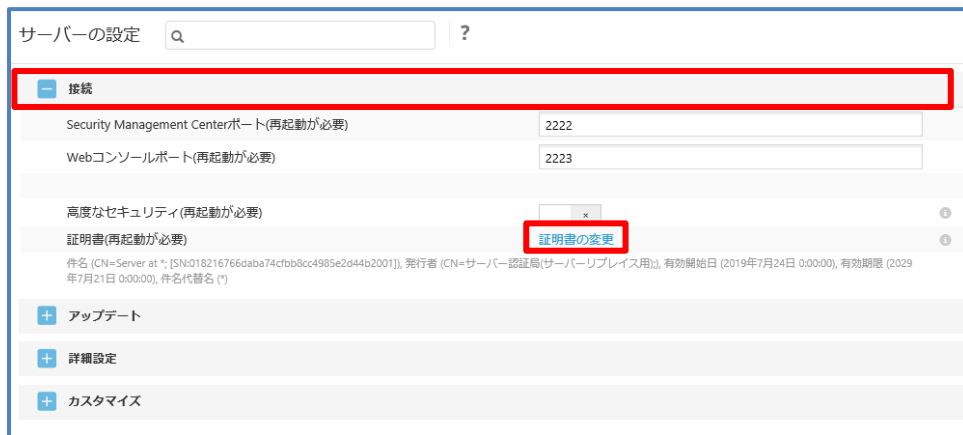 サーバーの設定 ?
接続
Security Management Centerポート(再起動が必要) 2222
Webコンソールポート(再起動が必要) 2223
高度なセキュリティ(再起動が必要) ×
証明書(再起動が必要) 証明書の変更
件名 (CN=Server at *; [SN:018216766daba74cfbb8cc4985e2d44b2001]), 発行者 (CN=サーバー認証局(サーバーリプレイス用);), 有効開始日 (2019年7月24日 0:00:00), 有効期限 (2029
年7月21日 0:00:00), 件名代替名 (*)
アップデート
詳細設定
カスタマイズ